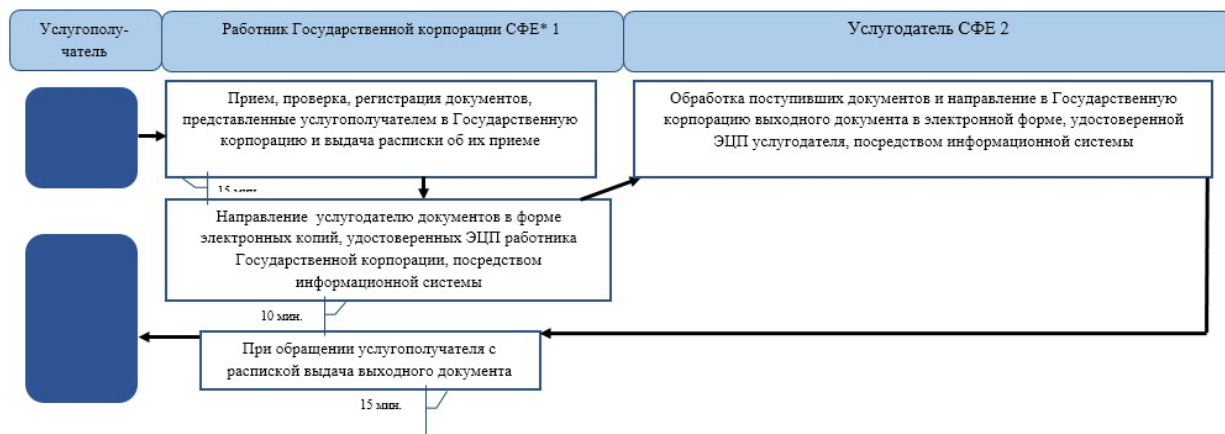 Услугополу-
чатель
Работник Государственной корпорации СФЕ* 1
Услугодатель СФЕ 2
Прием, проверка, регистрация документов,
представленные услугополучателем в Государственную
корпорацию и выдача расписки об их приеме
15 мин.
Обработка поступивших документов и направление в Государственную
корпорацию выходного документа в электронной форме, удостоверенной
ЭЦП услугодателя, посредством информационной системы
Направление услугодателю документов в форме
электронных копий, удостоверенных ЭЦП работника
Государственной корпорации, посредством
информационной системы
10 мин.
При обращении услугополучателя с
распиской выдача выходного документа
15 мин.